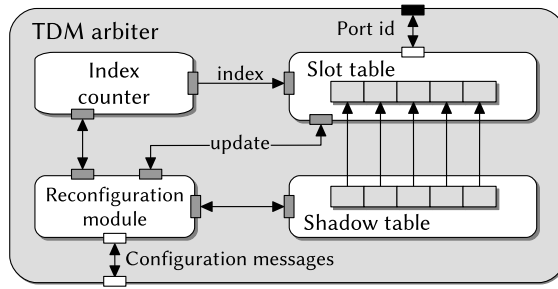 TDM arbiter
Port id
Index
counter
index
Slot table
update
Reconfiguration
module
Shadow table
Configuration messages